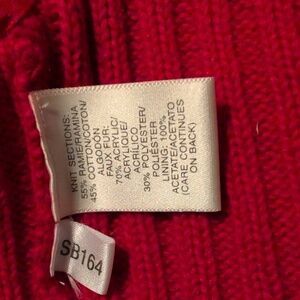 KNIT SECTIONS:
55% RAMIE/RAMINA
45% COTTON/COTON/
ALGODON
FAUX FUR:
70% ACRYLIC/
ACRYLIQUE/
ACRILICO
30% POLYESTER/
POLIESTER
LINING: 100%
ACETATE/ACETATO
(CARE CONTINUES
ON BACK)
SB164